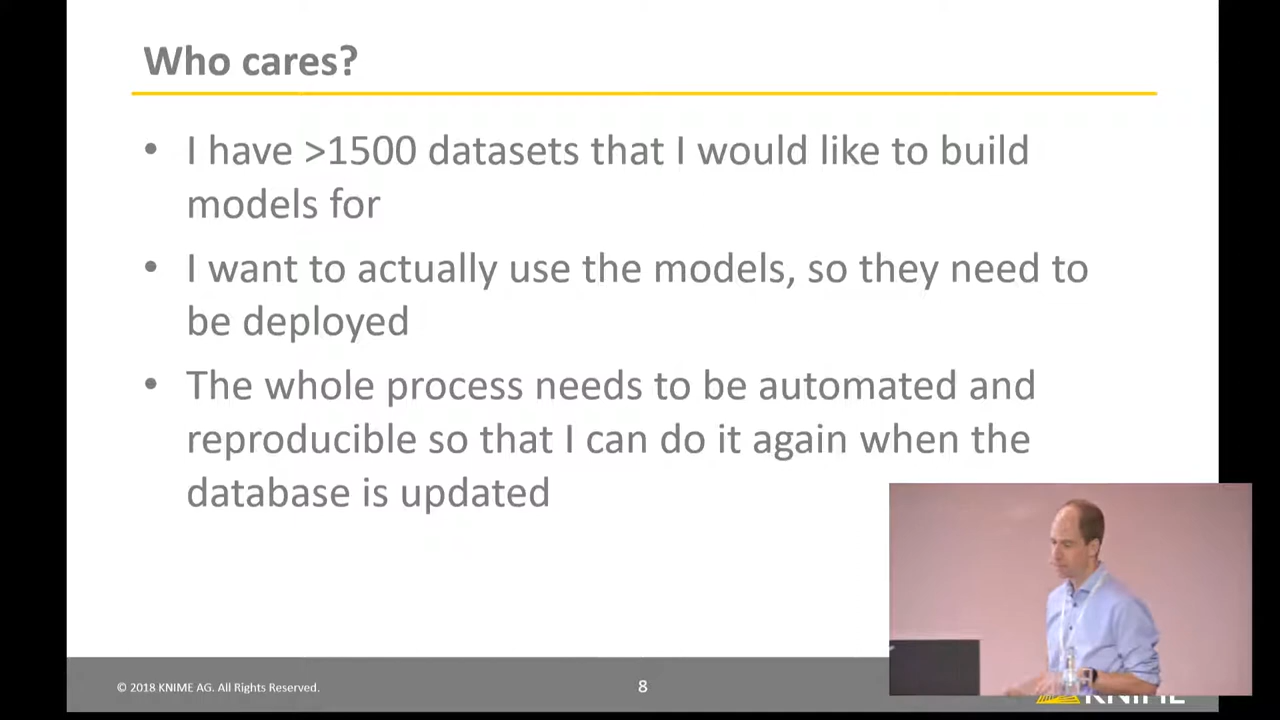 Who cares?
• I have >1500 datasets that I would like to build
models for
• I want to actually use the models, so they need to
be deployed
• The whole process needs to be automated and
reproducible so that I can do it again when the
database is updated
© 2018 KNIME AG. All Rights Reserved.
8
KNIME